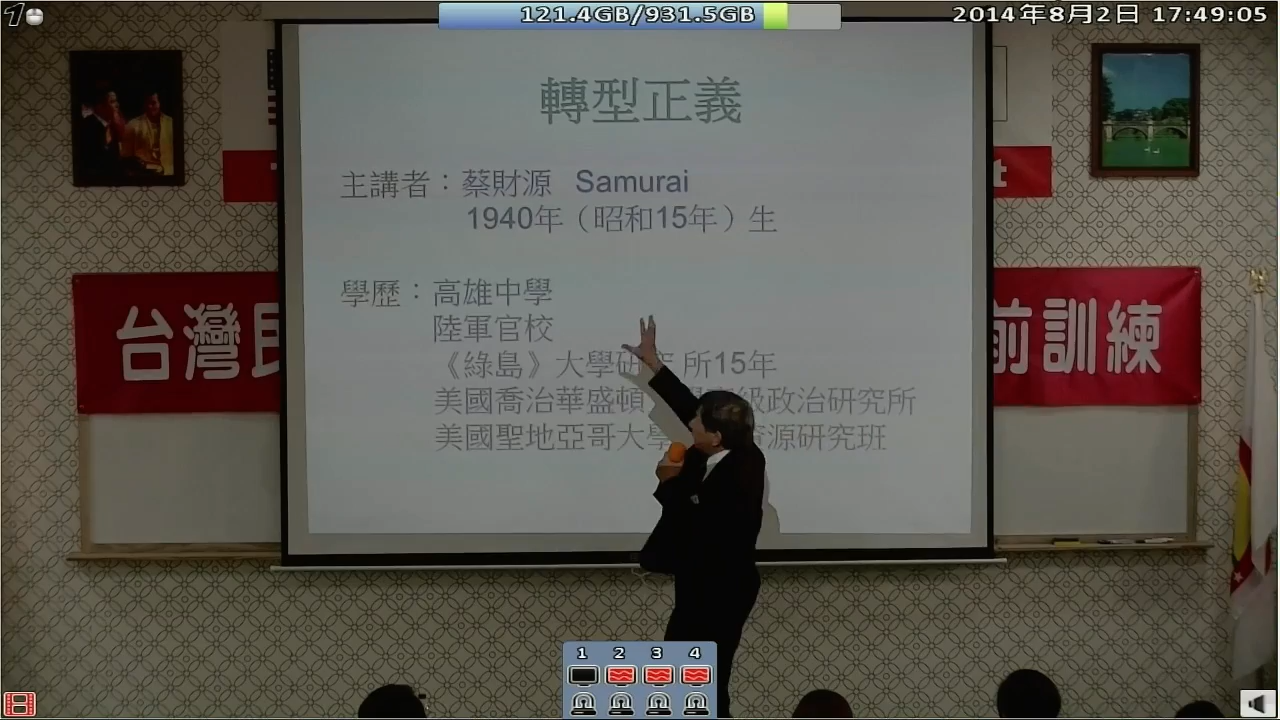 121.4GB/931.5GB
2014年8月2日 17:49:05
轉型正義
主講者：蔡財源 Samurai
1940年（昭和15年）生
學歷：高雄中學
陸軍官校
《綠島》大學研究所15年
美國喬治華盛頓 級政治研究所
美國聖地亞哥大學 資源研究班
台灣
前訓練
1 2 3 4